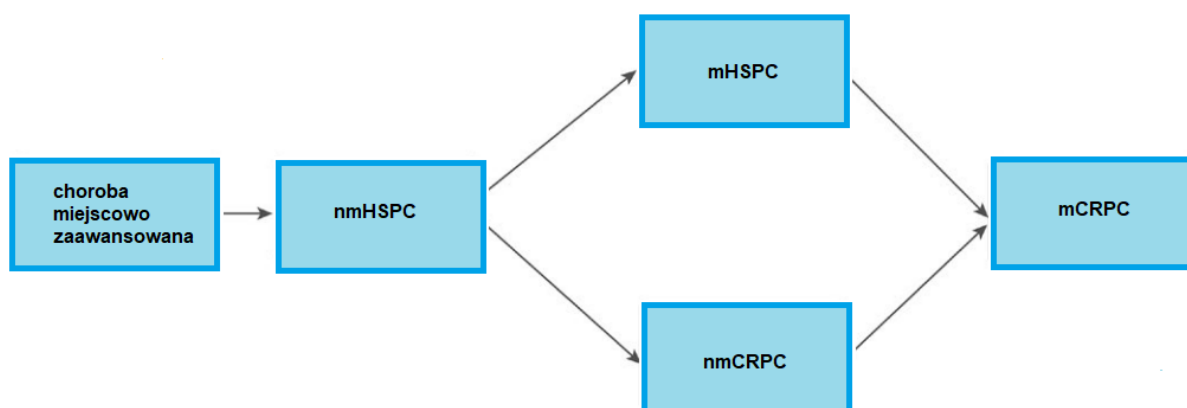 choroba
miejscowo
zaawansowana
nmHSPC
mHSPC
nmCRPC
mCRPC